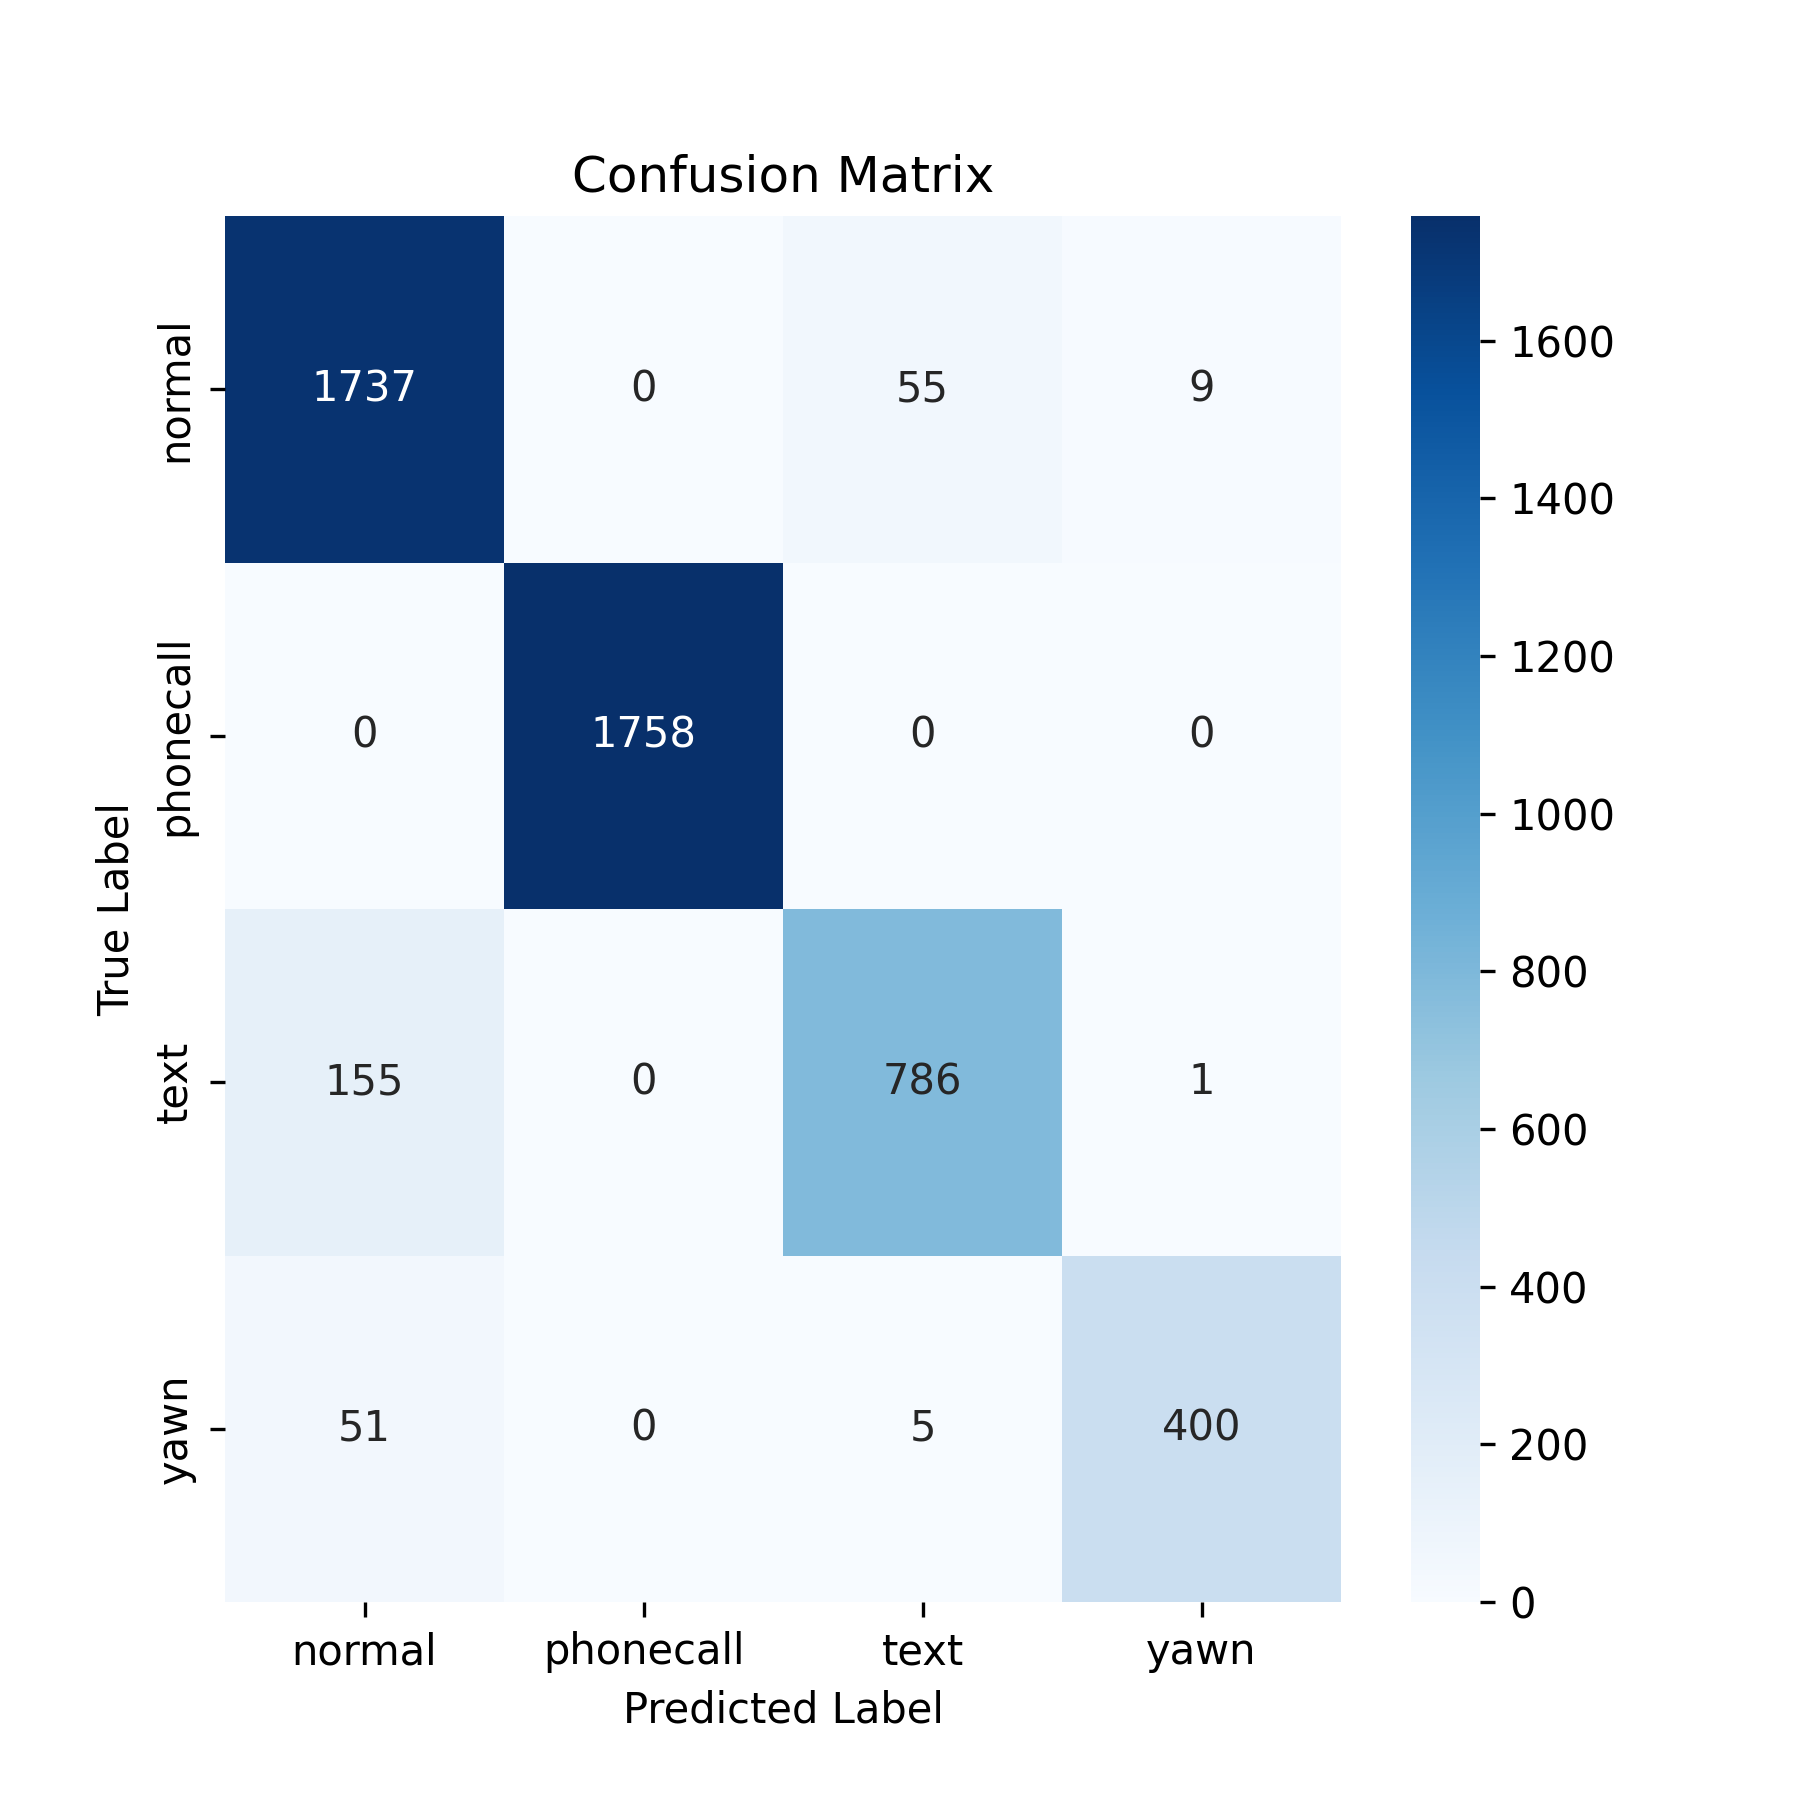 Confusion Matrix
normal
1737 0 55 9
phonecall
0 1758 0 0
text
155 0 786 1
yawn
51 0 5 400
True Label
normal phonecall text yawn
Predicted Label
1600
1400
1200
1000
800
600
400
200
0